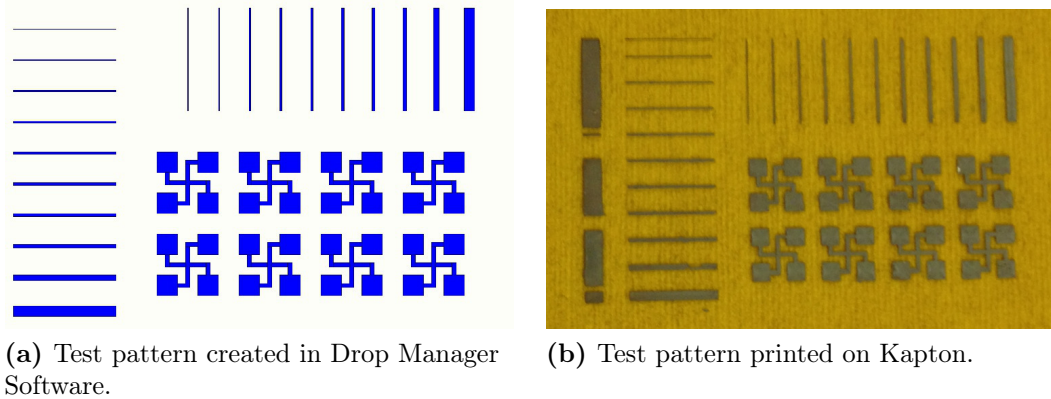 (a) Test pattern created in Drop Manager
Software.
(b) Test pattern printed on Kapton.